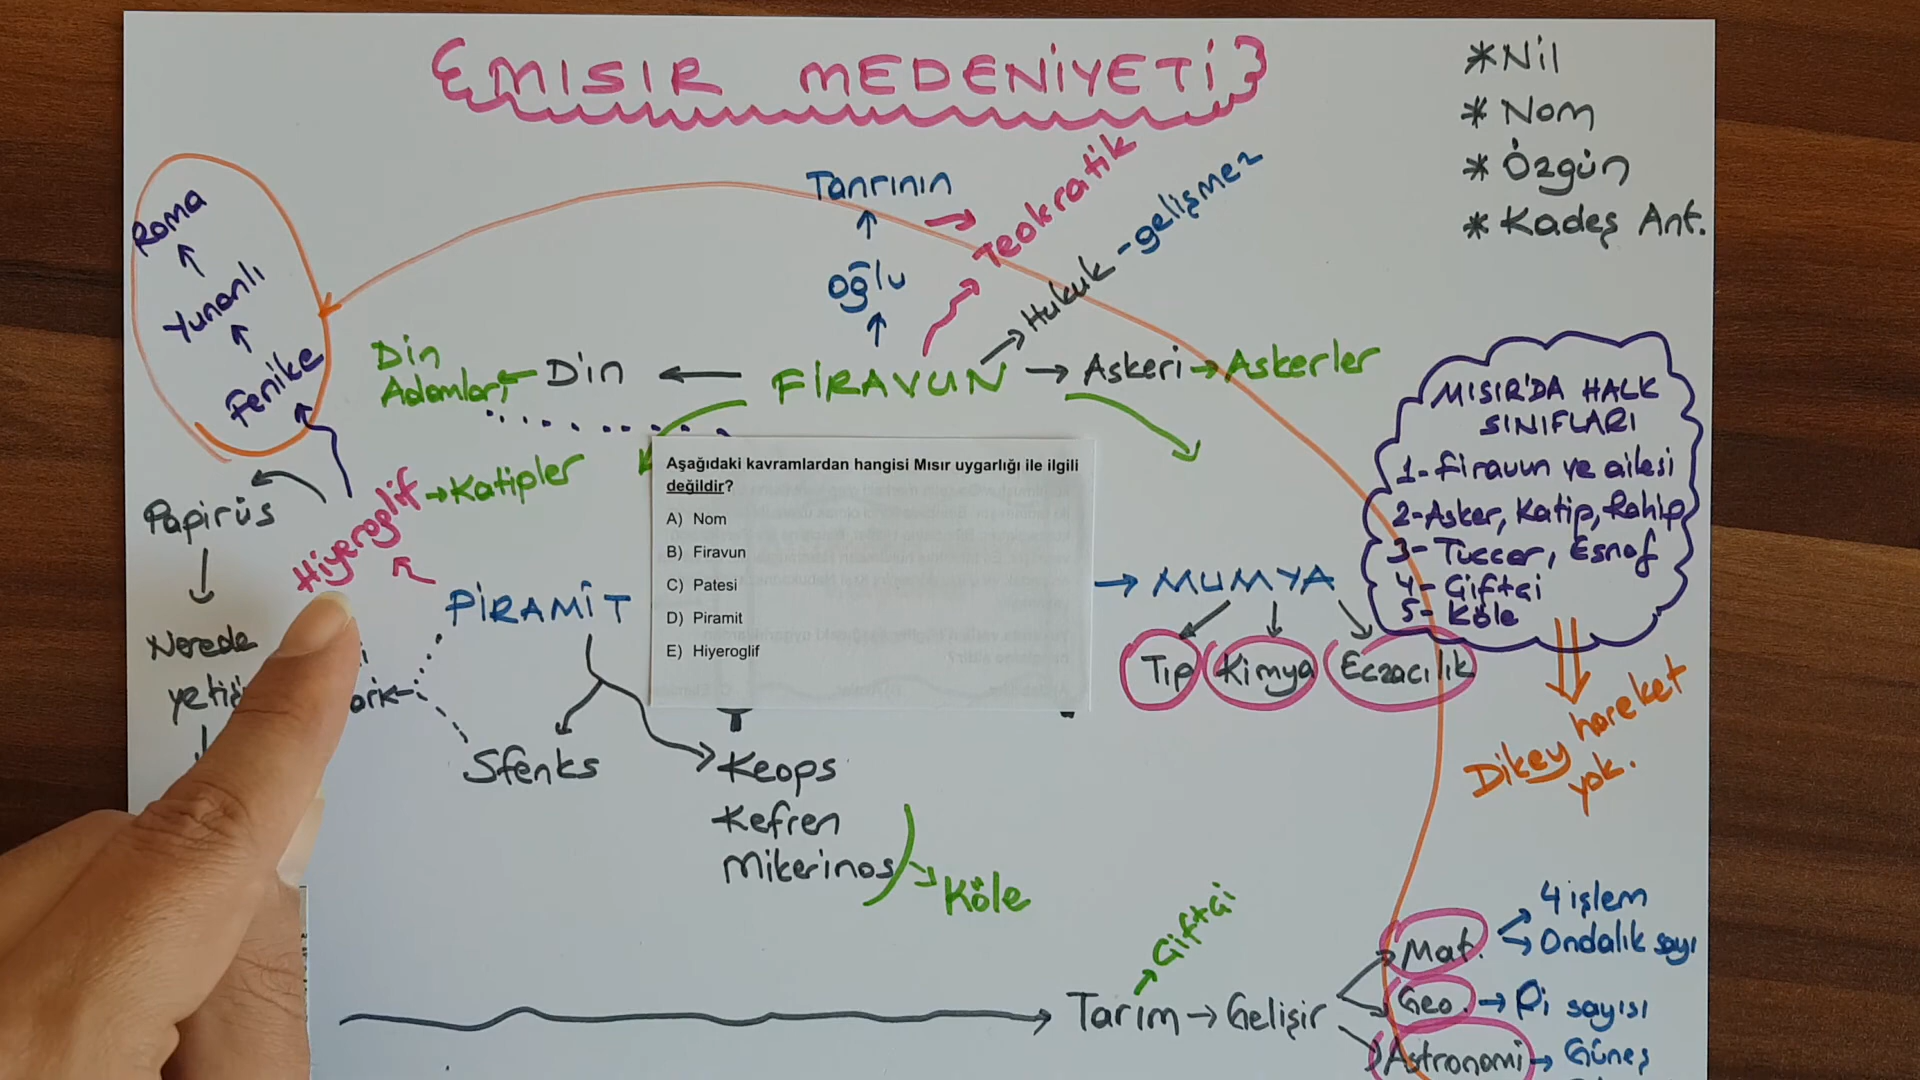 MISIR MEDENİYETİ
*Nil
* Nom
* Özgün
* Kadeş Ant.
Roma
Yunanlı
Fenike
Tanrının
Oğlu
Teokratik
Hukuk - gelişmez
Din
Adamları
Din
FİRAVUN
Askeri
Askerler
Papirüs
Hiyeroglif
Katipler
Nerede
PİRAMİT
Sfenks
Keops
Kefren
Mikerinos
Köle
Aşağıdaki kavramlardan hangisi Mısır uygarlığı ile ilgili
değildir?
A) Nom
B) Firavun
C) Patesi
D) Piramit
E) Hiyeroglif
MUMYA
Tıp
Kimya
Eczacılık
MISIR'DA HALK
SINIFLARI
1- Firavun ve ailesi
2- Asker, Katip, Rahip
3- Tüccar, Esnaf
4- Çiftçi
5- Köle
Dikey hareket
yok.
Çiftçi
Tarım
Gelişir
Mat.
4 işlem
Ondalık sayı
Geo.
Pi sayısı
Astronomi
Güneş